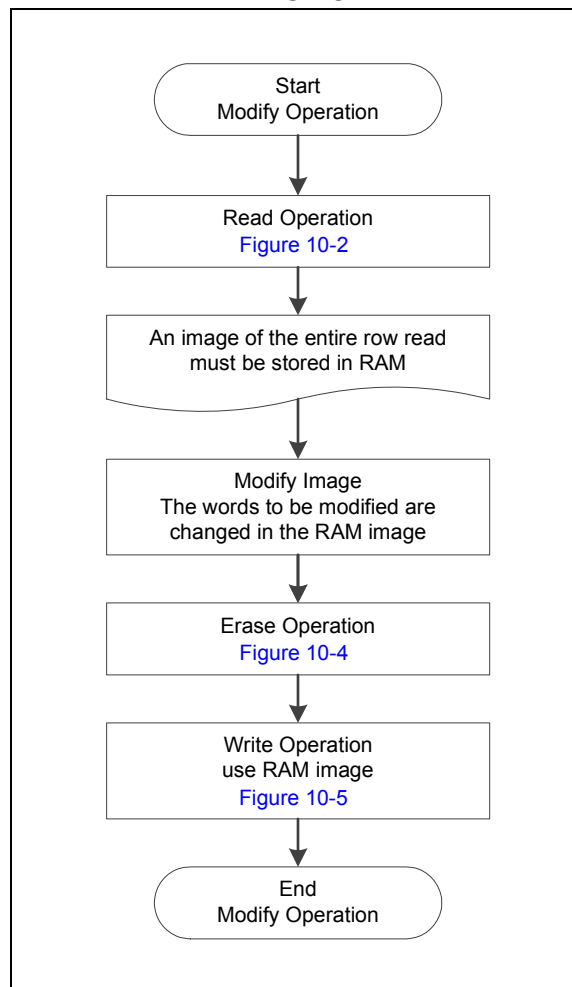 Start
Modify Operation
Read Operation
Figure 10-2
An image of the entire row read
must be stored in RAM
Modify Image
The words to be modified are
changed in the RAM image
Erase Operation
Figure 10-4
Write Operation
use RAM image
Figure 10-5
End
Modify Operation